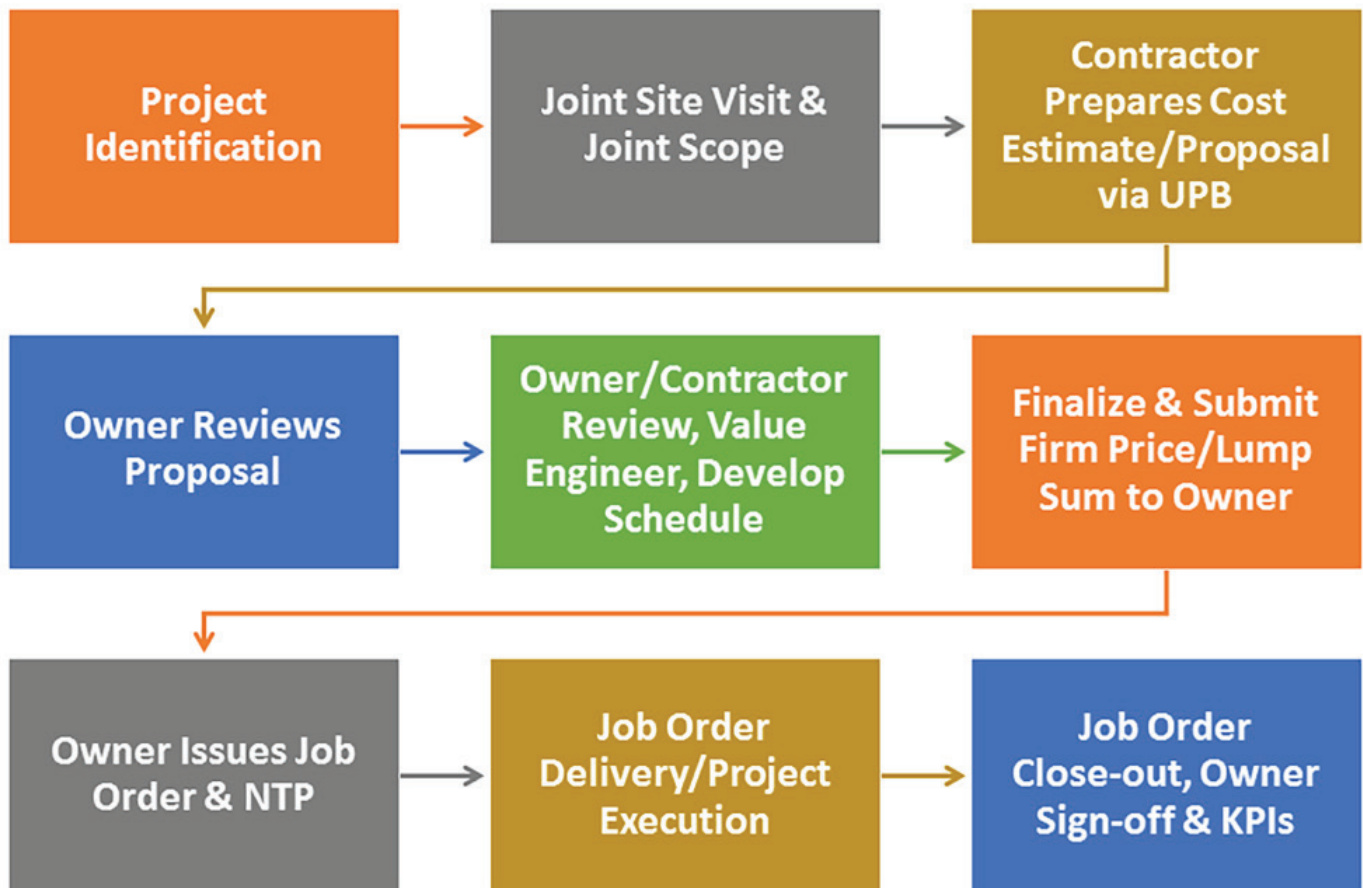 Project
Identification
Joint Site Visit &
Joint Scope
Contractor
Prepares Cost
Estimate/Proposal
via UPB
Owner Reviews
Proposal
Owner/Contractor
Review, Value
Engineer, Develop
Schedule
Finalize & Submit
Firm Price/Lump
Sum to Owner
Owner Issues Job
Order & NTP
Job Order
Delivery/Project
Execution
Job Order
Close-out, Owner
Sign-off & KPIs